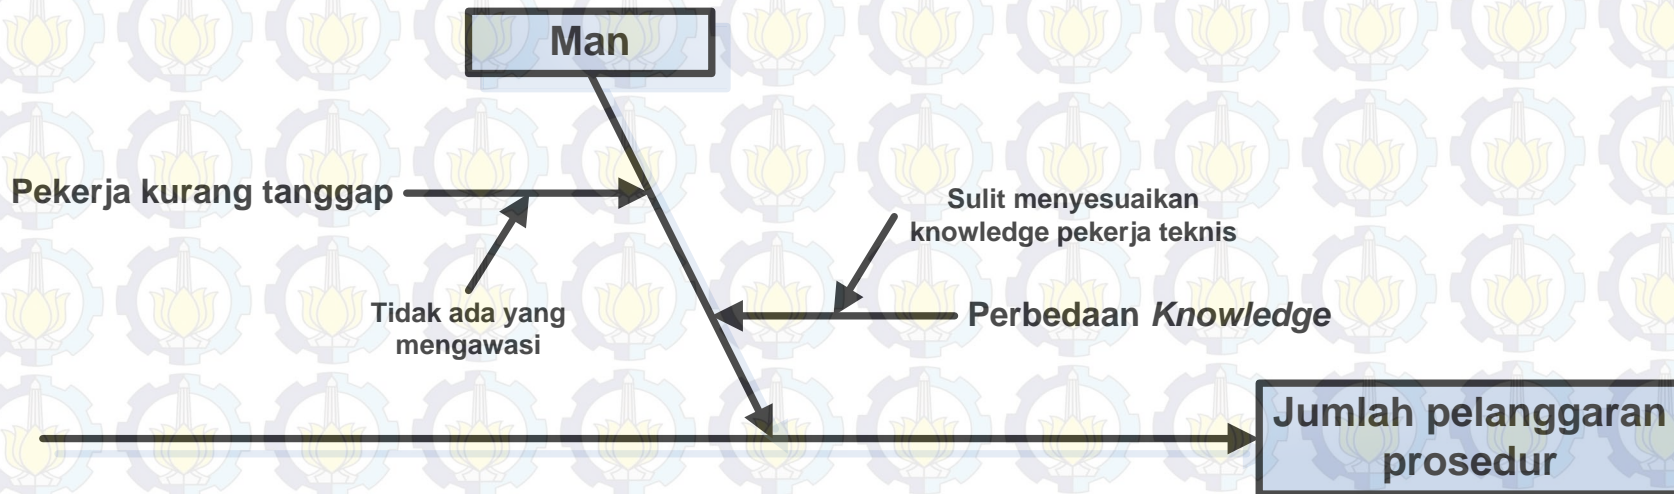 Man
Pekerja kurang tanggap
Sulit menyesuaikan
knowledge pekerja teknis
Tidak ada yang
mengawasi
Perbedaan Knowledge
Jumlah pelanggaran
prosedur